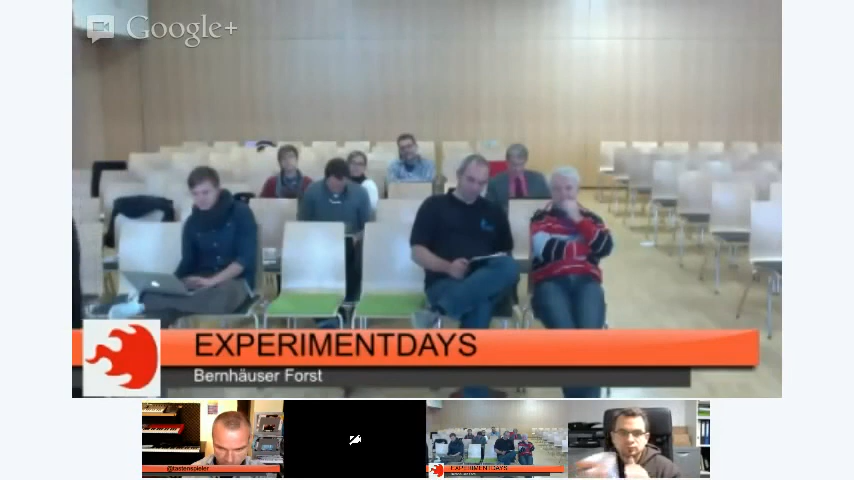 Google+
EXPERIMENTDAYS
Bernhäuser Forst
@tastenspieler
EXPERIMENTDAYS